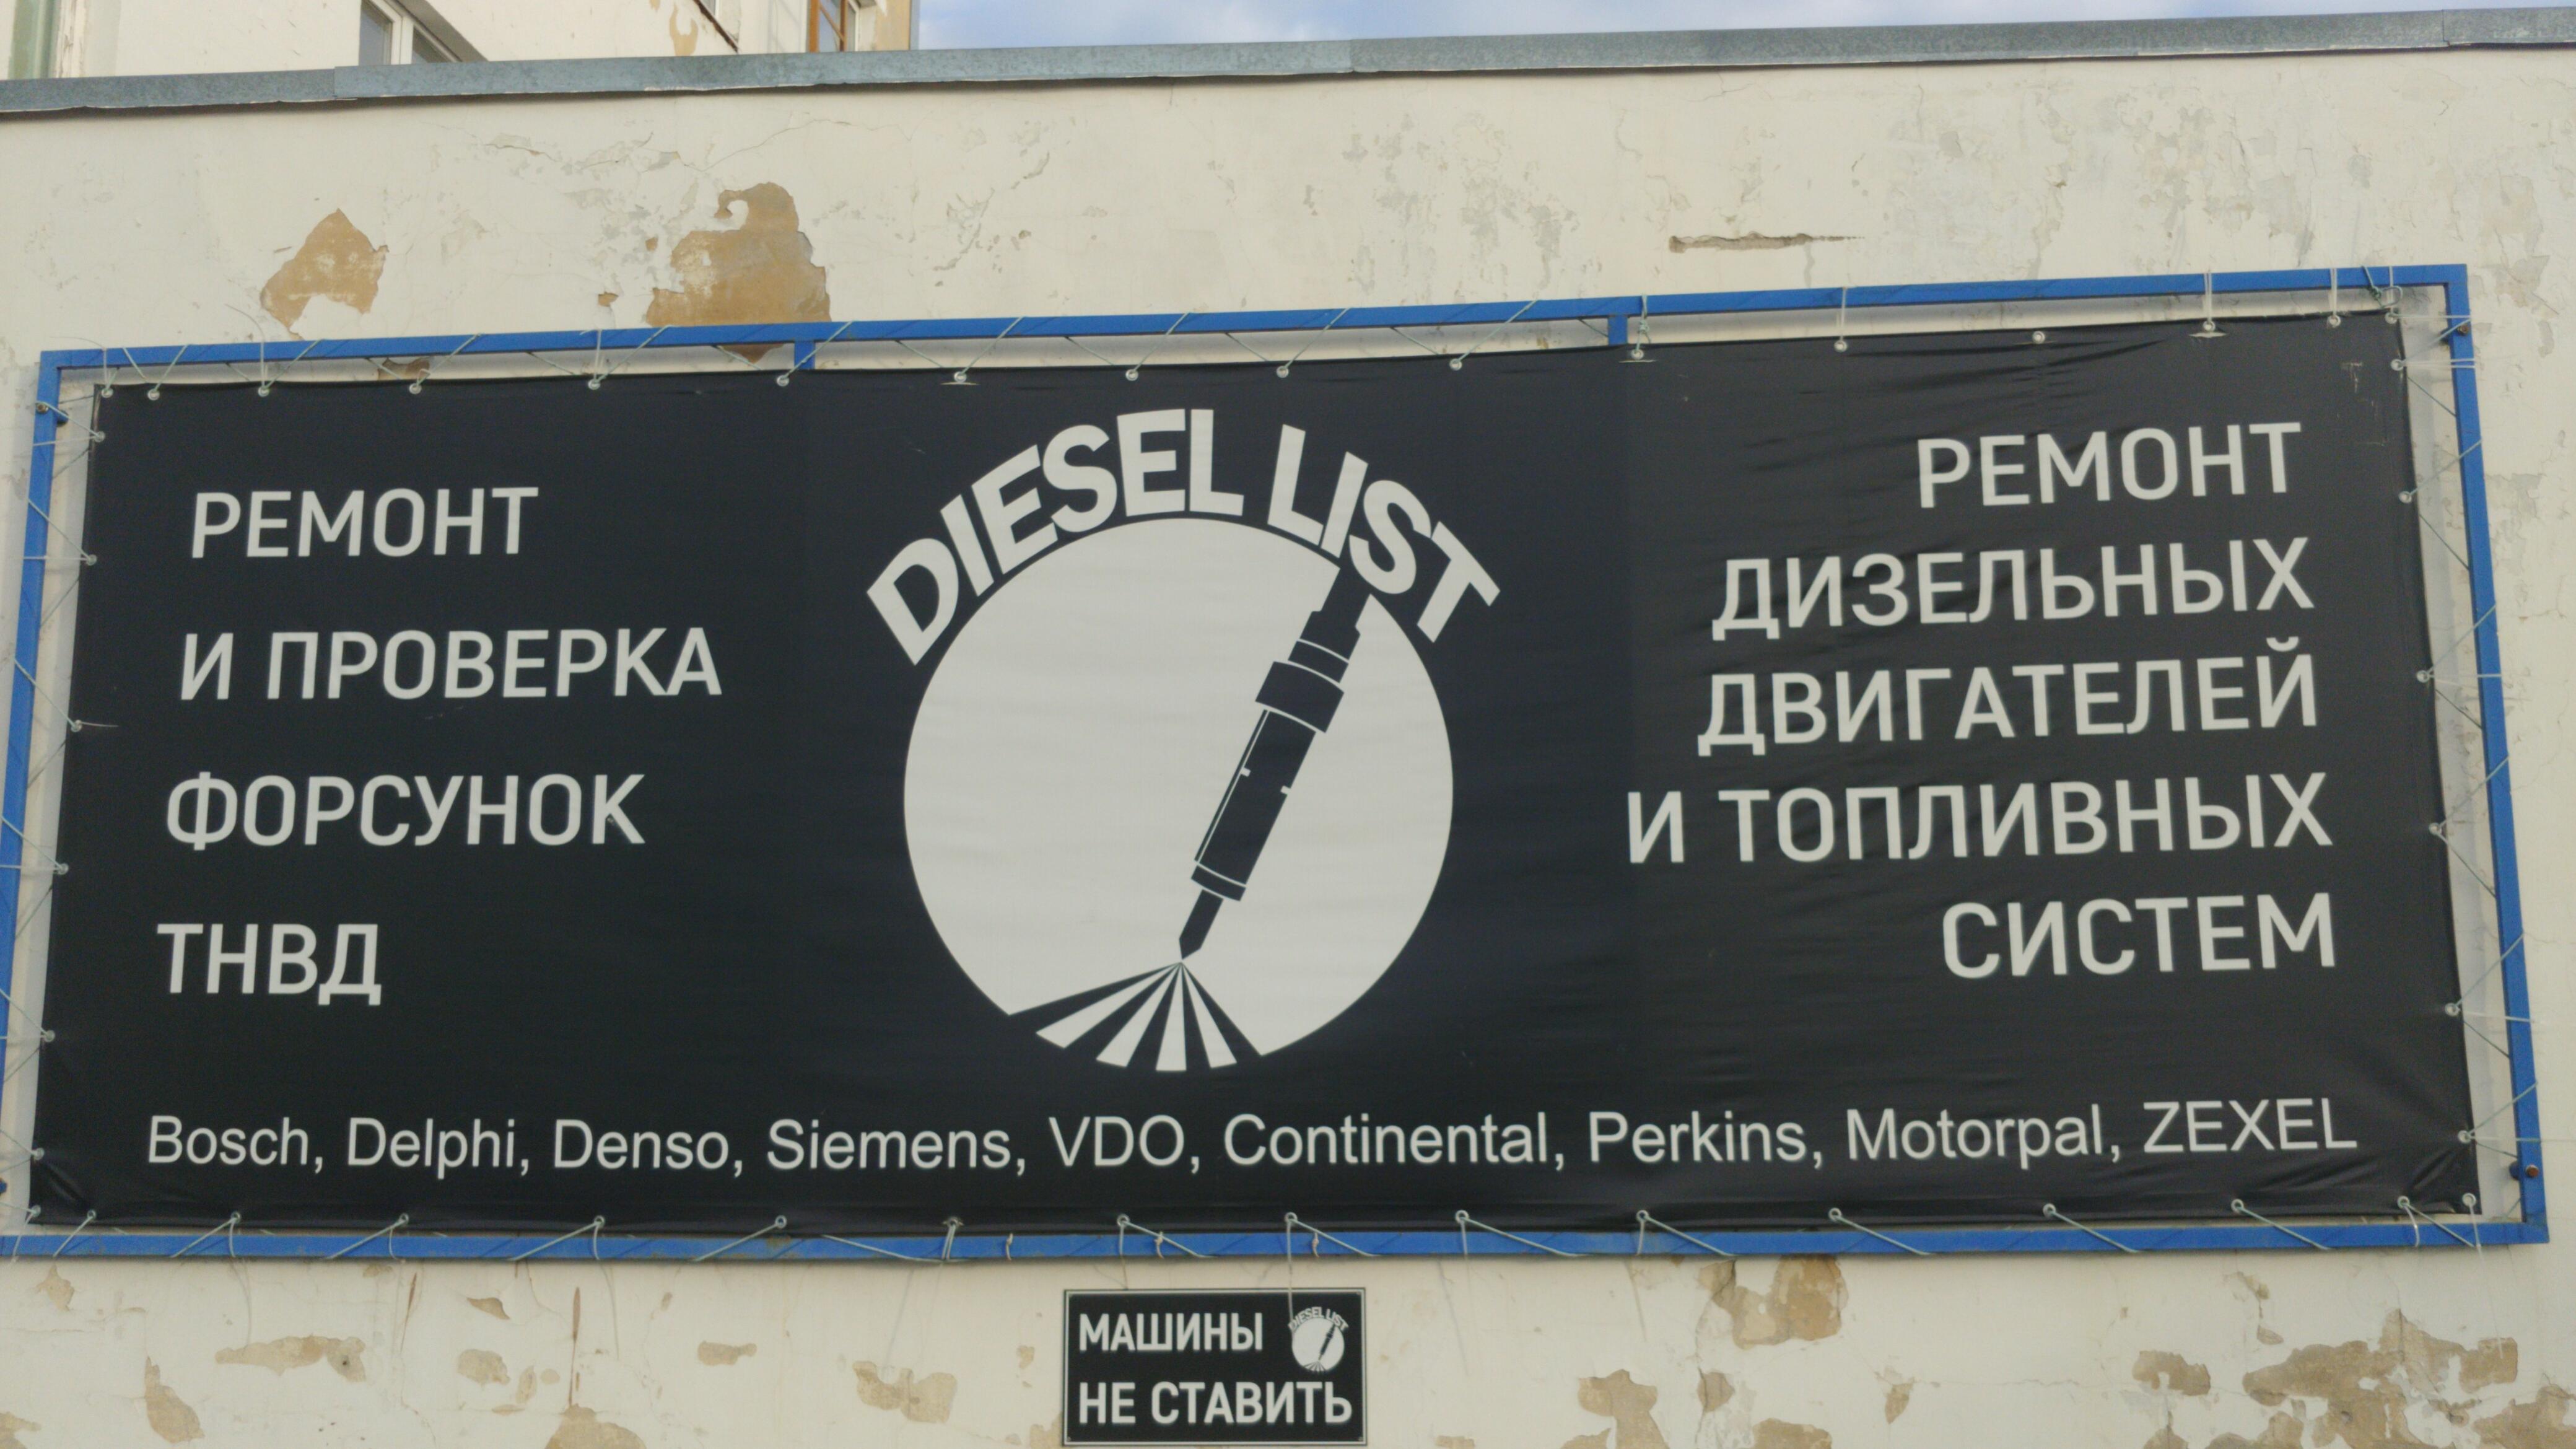 РЕМОНТ
И ПРОВЕРКА
ФОРСУНОК
ТНВД
DIESEL LIST
РЕМОНТ
ДИЗЕЛЬНЫХ
ДВИГАТЕЛЕЙ
И ТОПЛИВНЫХ
СИСТЕМ
Bosch, Delphi, Denso, Siemens, VDO, Continental, Perkins, Motorpal, ZEXEL
МАШИНЫ
НЕ СТАВИТЬ
DIESEL LIST